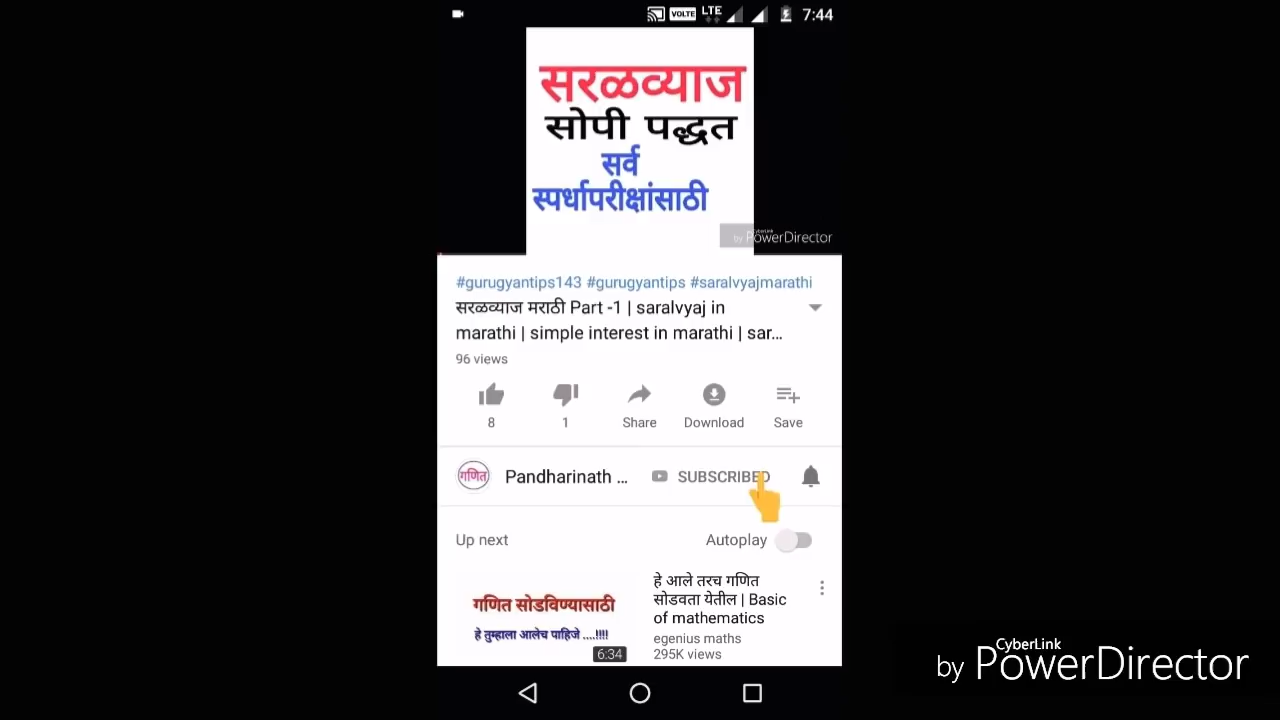 VOLTE LTE 7:44
सरळव्याज
सोपी पद्धत
सर्व
स्पर्धापरीक्षांसाठी
CyberLink
by PowerDirector
#gurugyantips143 #gurugyantips #saralvyajmarathi
सरळव्याज मराठी Part -1 | saralvyaj in
marathi | simple interest in marathi | sar...
96 views
8 1 Share Download Save
गणित Pandharinath ... SUBSCRIBED
Up next Autoplay
गणित सोडविण्यासाठी
हे तुम्हाला आलेच पाहिजे ....!!!!
6:34
हे आले तरच गणित
सोडवता येतील | Basic
of mathematics
egenius maths
295K views
CyberLink
by PowerDirector